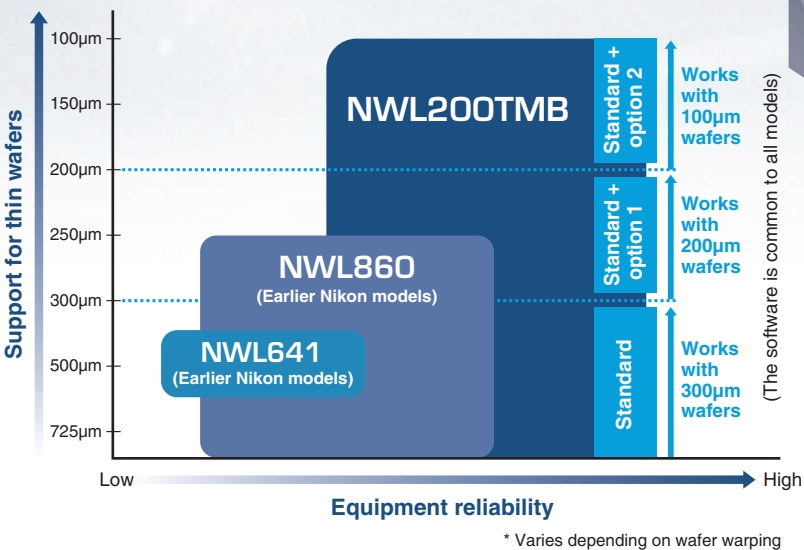 Support for thin wafers
100µm
150µm
200µm
250µm
300µm
500µm
725µm
NWL200TMB
NWL860
(Earlier Nikon models)
NWL641
(Earlier Nikon models)
Standard +
option 2
Standard +
option 1
Standard
Works
with
100µm
wafers
Works
with
200µm
wafers
Works
with
300µm
wafers
(The software is common to all models)
Low
High
Equipment reliability
* Varies depending on wafer warping